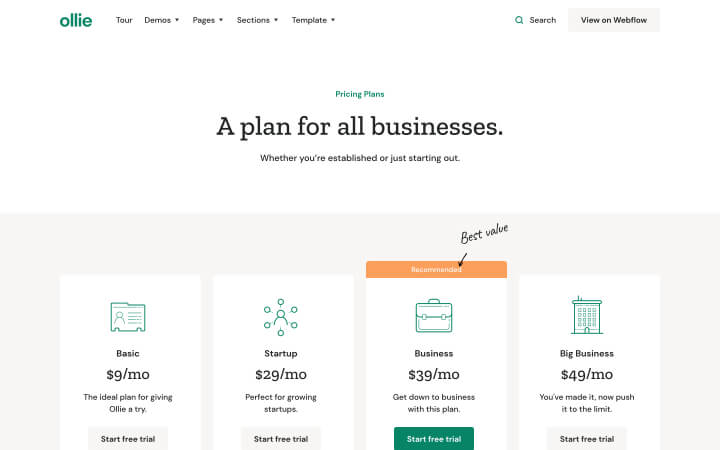 ollie
Tour
Demos
Pages
Sections
Template
Search
View on Webflow
Pricing Plans
A plan for all businesses.
Whether you're established or just starting out.
Best value
Recommended
Basic
$9/mo
The ideal plan for giving
Ollie a try.
Start free trial
Startup
$29/mo
Perfect for growing
startups.
Start free trial
Business
$39/mo
Get down to business
with this plan.
Start free trial
Big Business
$49/mo
You've made it, now push
it to the limit.
Start free trial